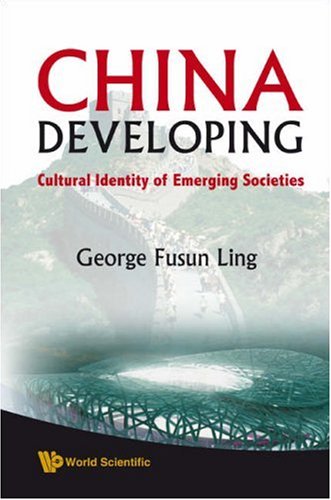 CHINA
DEVELOPING
Cultural Identity of Emerging Societies
George Fusun Ling
World Scientific